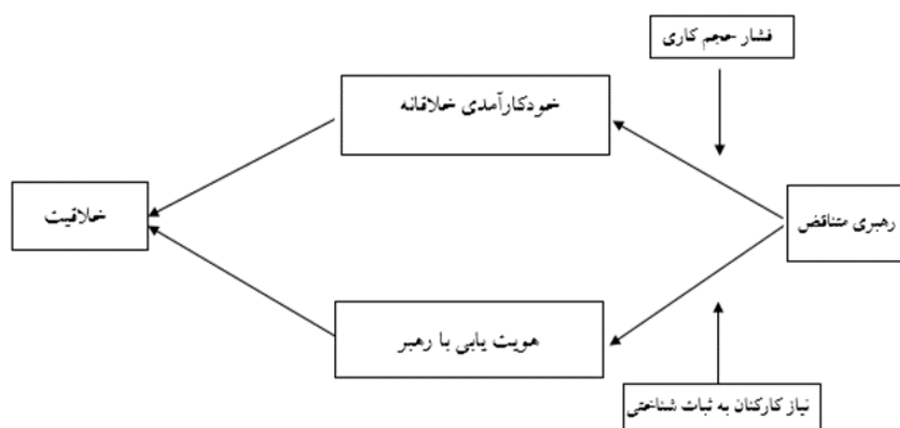 فشار حجم کاری
خودکارآمدی خلاقانه
رهبری متناقض
خلاقیت
هویت یابی با رهبر
نیاز کارکنان به ثبات شناختی